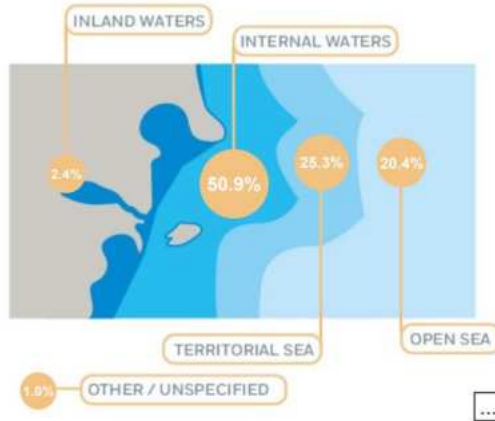 INLAND WATERS
INTERNAL WATERS
2.4%
50.9%
25.3%
20.4%
TERRITORIAL SEA
OPEN SEA
1.0%
OTHER / UNSPECIFIED
...